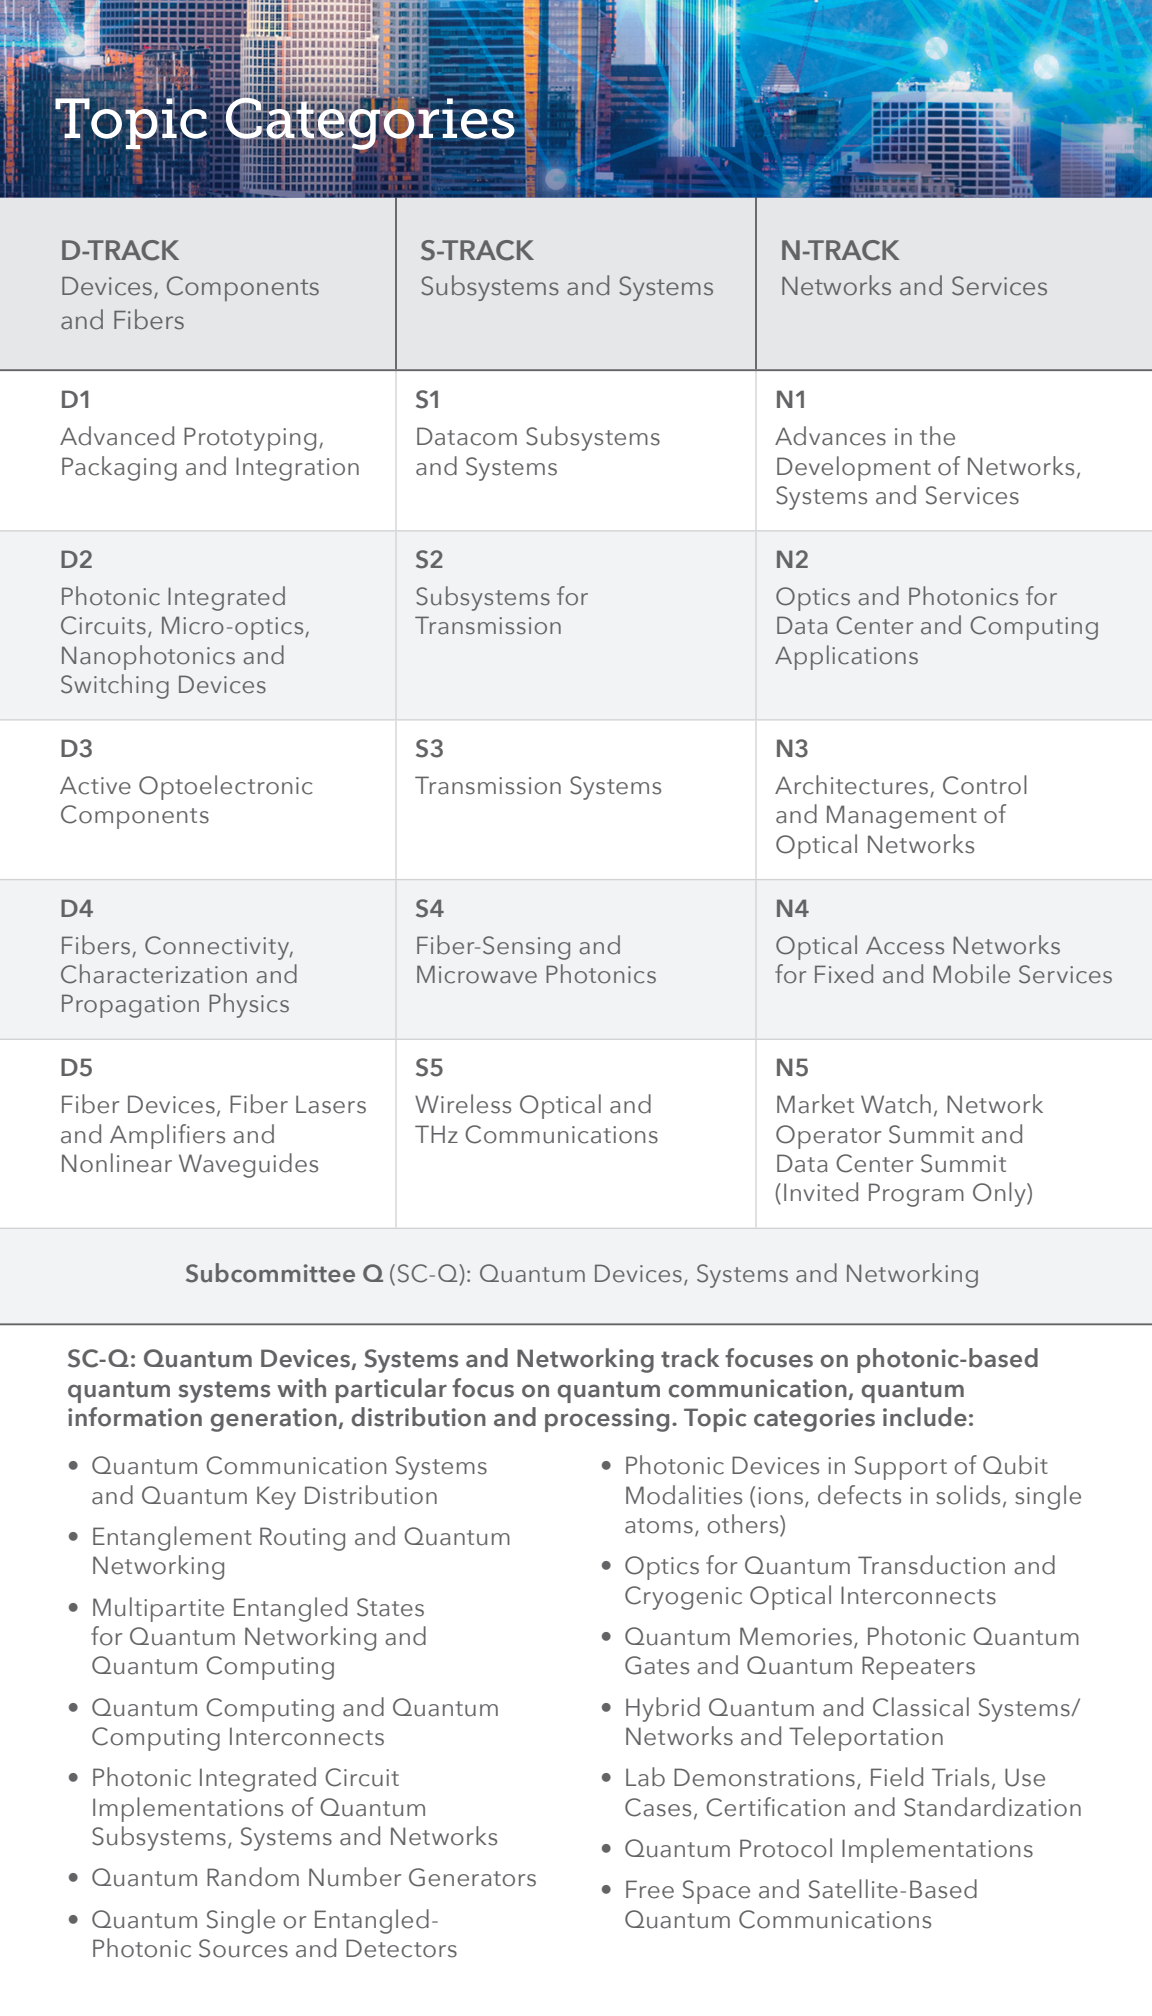 Topic Categories
D-TRACK
Devices, Components
and Fibers
S-TRACK
Subsystems and Systems
N-TRACK
Networks and Services
D1
Advanced Prototyping,
Packaging and Integration
S1
Datacom Subsystems
and Systems
N1
Advances in the
Development of Networks,
Systems and Services
D2
Photonic Integrated
Circuits, Micro-optics,
Nanophotonics and
Switching Devices
S2
Subsystems for
Transmission
N2
Optics and Photonics for
Data Center and Computing
Applications
D3
Active Optoelectronic
Components
S3
Transmission Systems
N3
Architectures, Control
and Management of
Optical Networks
D4
Fibers, Connectivity,
Characterization and
Propagation Physics
S4
Fiber-Sensing and
Microwave Photonics
N4
Optical Access Networks
for Fixed and Mobile Services
D5
Fiber Devices, Fiber Lasers
and Amplifiers and
Nonlinear Waveguides
S5
Wireless Optical and
THz Communications
N5
Market Watch, Network
Operator Summit and
Data Center Summit
(Invited Program Only)
Subcommittee Q (SC-Q): Quantum Devices, Systems and Networking
SC-Q: Quantum Devices, Systems and Networking track focuses on photonic-based
quantum systems with particular focus on quantum communication, quantum
information generation, distribution and processing. Topic categories include:
• Quantum Communication Systems
and Quantum Key Distribution
• Entanglement Routing and Quantum
Networking
• Multipartite Entangled States
for Quantum Networking and
Quantum Computing
• Quantum Computing and Quantum
Computing Interconnects
• Photonic Integrated Circuit
Implementations of Quantum
Subsystems, Systems and Networks
• Quantum Random Number Generators
• Quantum Single or Entangled-
Photonic Sources and Detectors
• Photonic Devices in Support of Qubit
Modalities (ions, defects in solids, single
atoms, others)
• Optics for Quantum Transduction and
Cryogenic Optical Interconnects
• Quantum Memories, Photonic Quantum
Gates and Quantum Repeaters
• Hybrid Quantum and Classical Systems/
Networks and Teleportation
• Lab Demonstrations, Field Trials, Use
Cases, Certification and Standardization
• Quantum Protocol Implementations
• Free Space and Satellite-Based
Quantum Communications